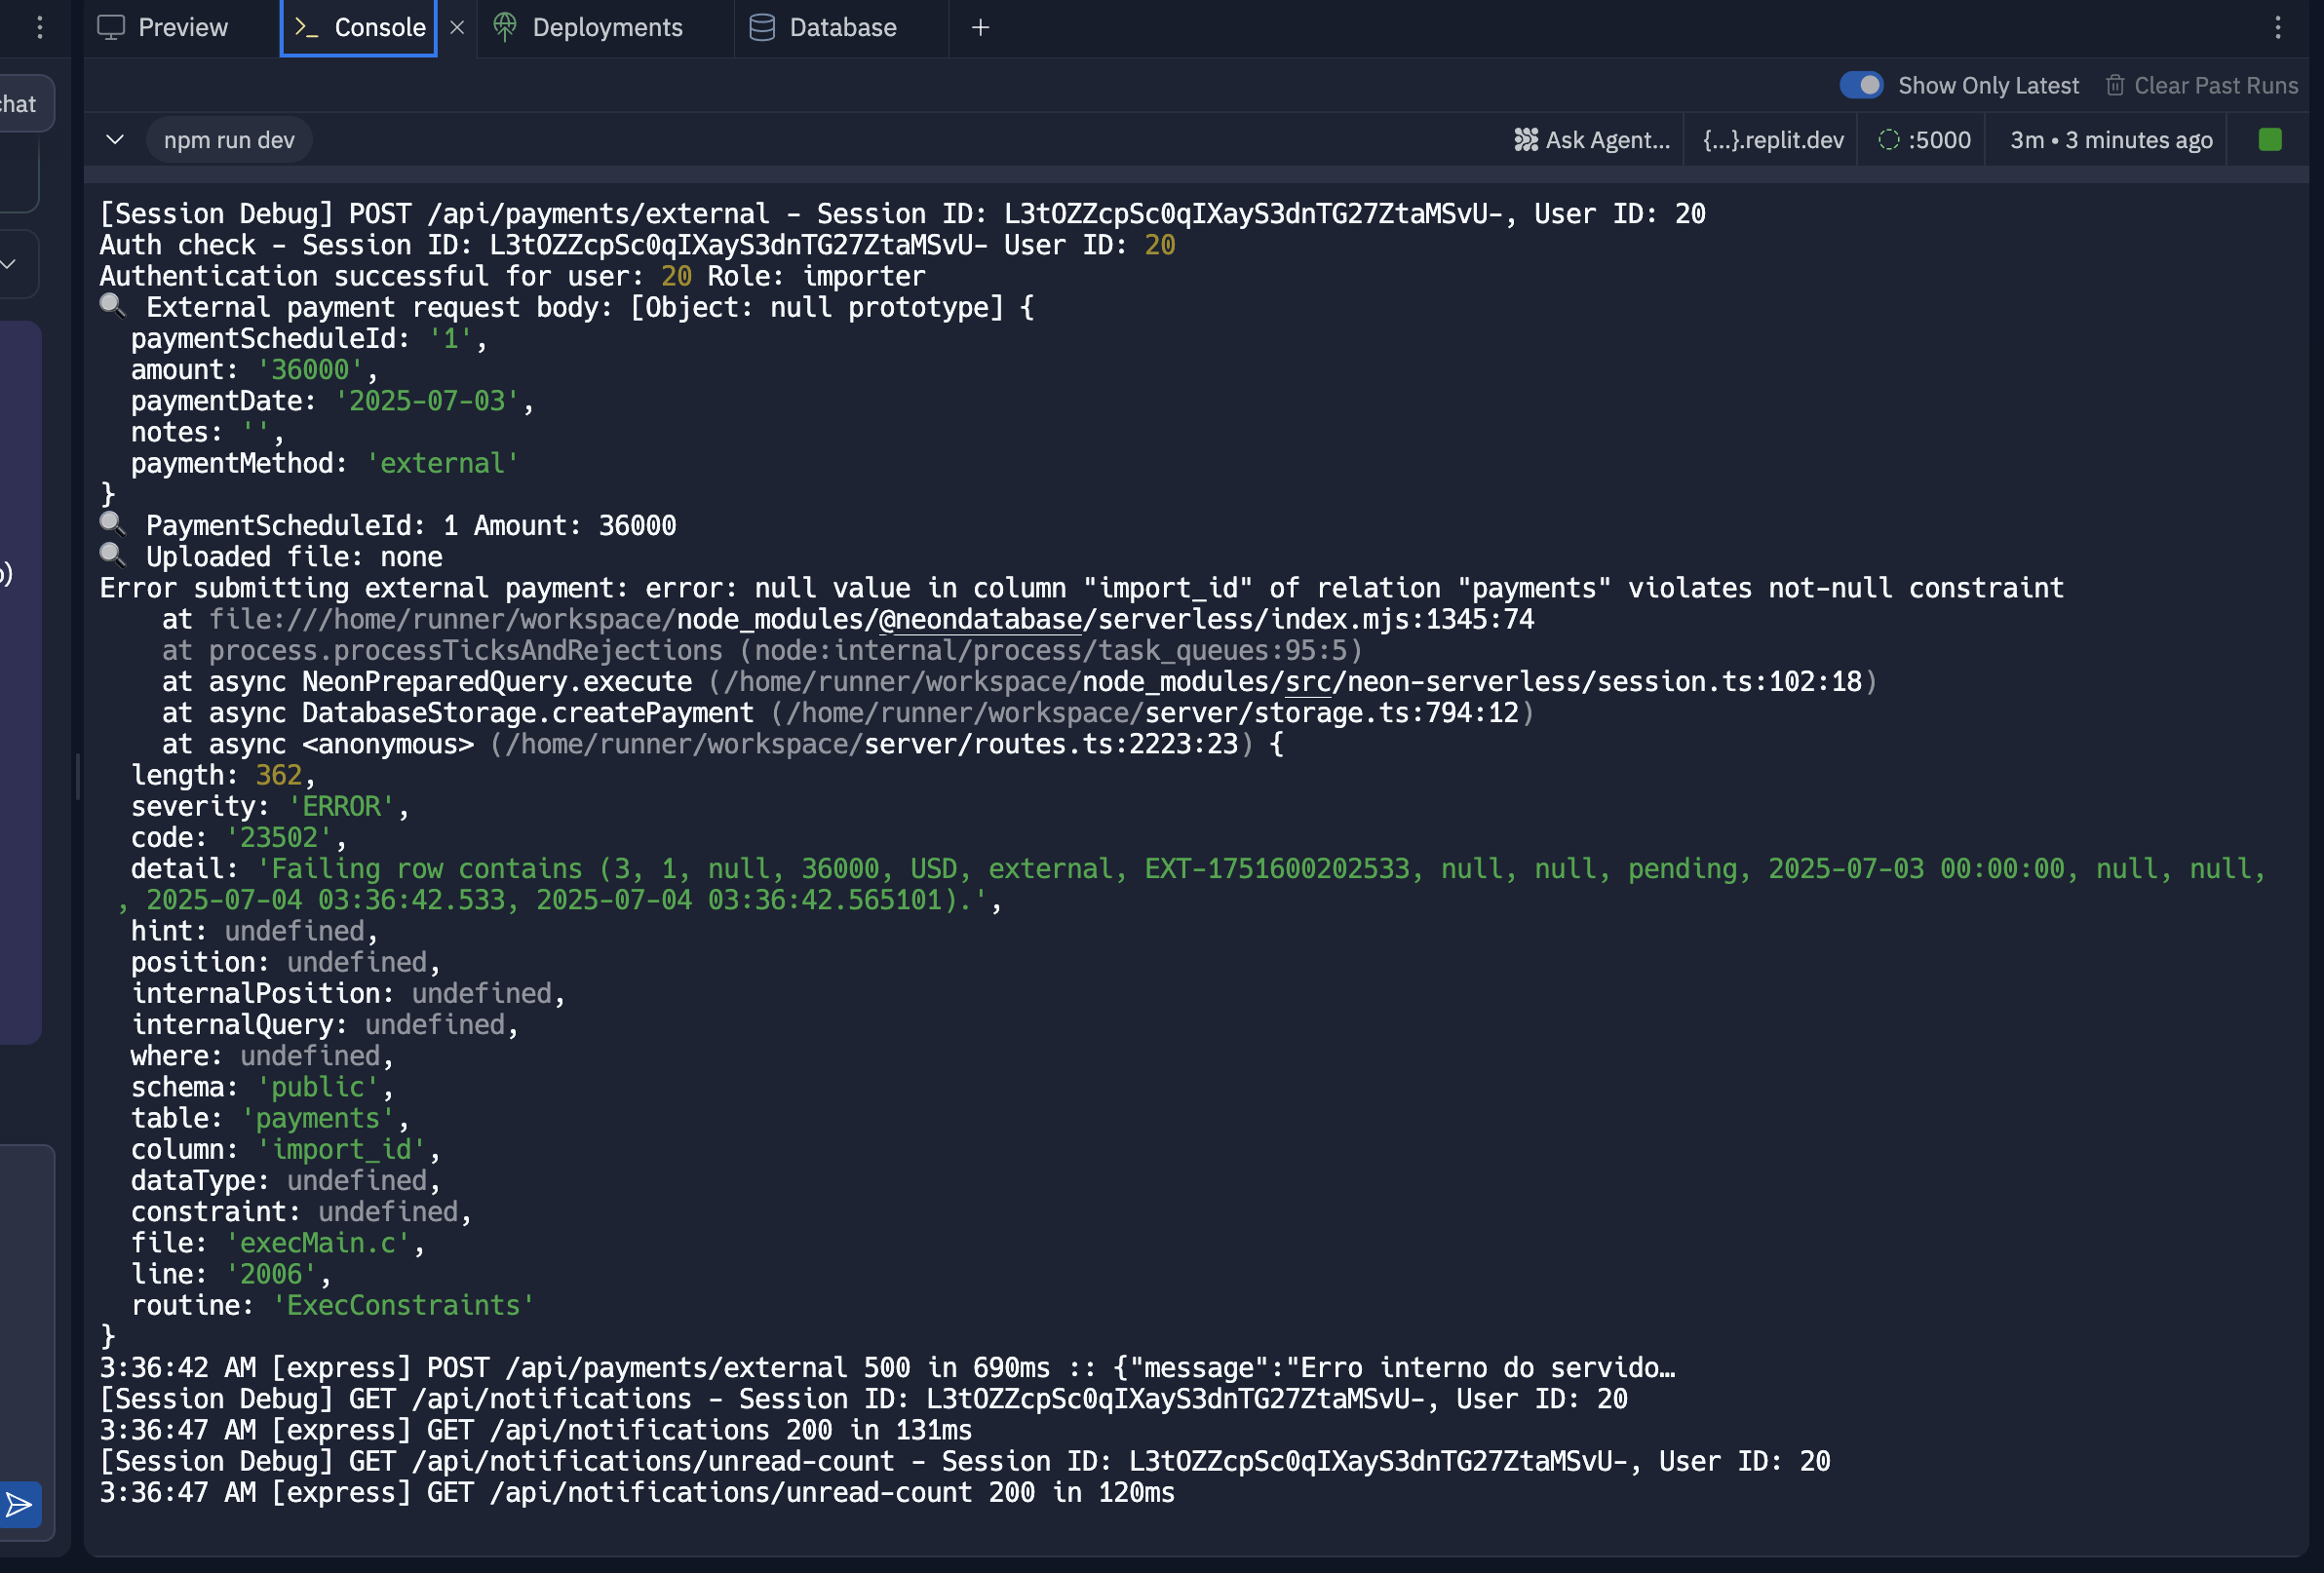 Preview
Console
Deployments
Database
chat
Show Only Latest
Clear Past Runs
npm run dev
Ask Agent...
{...}.replit.dev
:5000
3m • 3 minutes ago
[Session Debug] POST /api/payments/external - Session ID: L3tOZZcpSc0qIXayS3dnTG27ZtaMSvU-, User ID: 20
Auth check - Session ID: L3tOZZcpSc0qIXayS3dnTG27ZtaMSvU- User ID: 20
Authentication successful for user: 20 Role: importer
🔍 External payment request body: [Object: null prototype] {
  paymentScheduleId: '1',
  amount: '36000',
  paymentDate: '2025-07-03',
  notes: '',
  paymentMethod: 'external'
}
🔍 PaymentScheduleId: 1 Amount: 36000
🔍 Uploaded file: none
Error submitting external payment: error: null value in column "import_id" of relation "payments" violates not-null constraint
    at file:///home/runner/workspace/node_modules/@neondatabase/serverless/index.mjs:1345:74
    at process.processTicksAndRejections (node:internal/process/task_queues:95:5)
    at async NeonPreparedQuery.execute (/home/runner/workspace/node_modules/src/neon-serverless/session.ts:102:18)
    at async DatabaseStorage.createPayment (/home/runner/workspace/server/storage.ts:794:12)
    at async <anonymous> (/home/runner/workspace/server/routes.ts:2223:23) {
  length: 362,
  severity: 'ERROR',
  code: '23502',
  detail: 'Failing row contains (3, 1, null, 36000, USD, external, EXT-1751600202533, null, null, pending, 2025-07-03 00:00:00, null, null,
 , 2025-07-04 03:36:42.533, 2025-07-04 03:36:42.565101).',
  hint: undefined,
  position: undefined,
  internalPosition: undefined,
  internalQuery: undefined,
  where: undefined,
  schema: 'public',
  table: 'payments',
  column: 'import_id',
  dataType: undefined,
  constraint: undefined,
  file: 'execMain.c',
  line: '2006',
  routine: 'ExecConstraints'
}
3:36:42 AM [express] POST /api/payments/external 500 in 690ms :: {"message":"Erro interno do servido…
[Session Debug] GET /api/notifications - Session ID: L3tOZZcpSc0qIXayS3dnTG27ZtaMSvU-, User ID: 20
3:36:47 AM [express] GET /api/notifications 200 in 131ms
[Session Debug] GET /api/notifications/unread-count - Session ID: L3tOZZcpSc0qIXayS3dnTG27ZtaMSvU-, User ID: 20
3:36:47 AM [express] GET /api/notifications/unread-count 200 in 120ms